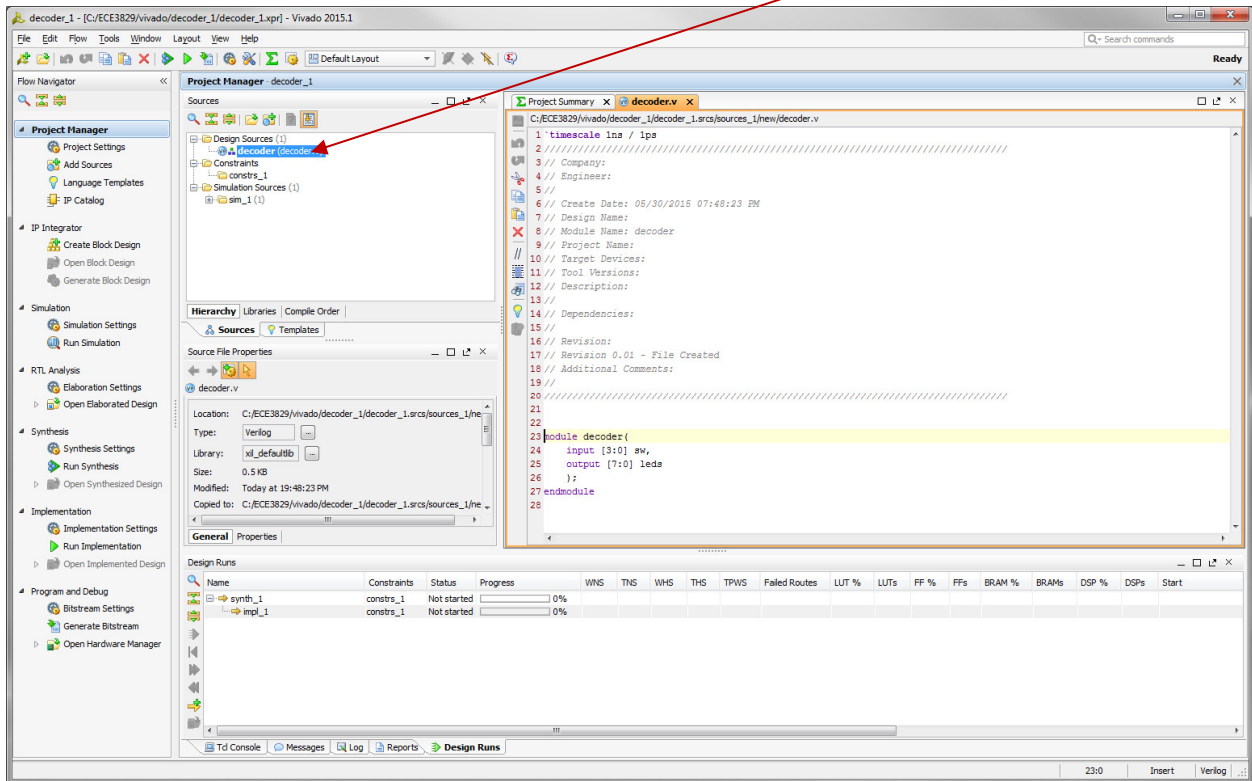 decoder_1 - [C:/ECE3829/vivado/decoder_1/decoder_1.xpr] - Vivado 2015.1
File Edit Flow Tools Window Layout View Help
Search commands
Default Layout
Ready
Flow Navigator
Project Manager
Project Settings
Add Sources
Language Templates
IP Catalog
IP Integrator
Create Block Design
Open Block Design
Generate Block Design
Simulation
Simulation Settings
Run Simulation
RTL Analysis
Elaboration Settings
Open Elaborated Design
Synthesis
Synthesis Settings
Run Synthesis
Open Synthesized Design
Implementation
Implementation Settings
Run Implementation
Open Implemented Design
Program and Debug
Bitstream Settings
Generate Bitstream
Open Hardware Manager
Project Manager - decoder_1
Sources
Design Sources (1)
decoder (decoder.
Constraints
constrs_1
Simulation Sources (1)
sim_1 (1)
Hierarchy Libraries Compile Order
Sources Templates
Source File Properties
decoder.v
Location: C:/ECE3829/vivado/decoder_1/decoder_1.srcs/sources_1/ne
Type: Verilog ...
Library: xil_defaultlib ...
Size: 0.5 KB
Modified: Today at 19:48:23 PM
Copied to: C:/ECE3829/vivado/decoder_1/decoder_1.srcs/sources_1/ne
General Properties
Project Summary decoder.v
C:/ECE3829/vivado/decoder_1/decoder_1.srcs/sources_1/new/decoder.v
1 `timescale 1ns / 1ps
2 //////////////////////////////////////////////////////////////////////////////////
3 // Company:
4 // Engineer:
5 //
6 // Create Date: 05/30/2015 07:48:23 PM
7 // Design Name:
8 // Module Name: decoder
9 // Project Name:
10 // Target Devices:
11 // Tool Versions:
12 // Description:
13 //
14 // Dependencies:
15 //
16 // Revision:
17 // Revision 0.01 - File Created
18 // Additional Comments:
19 //
20 //////////////////////////////////////////////////////////////////////////////////
21
22
23 module decoder(
24 input [3:0] sw,
25 output [7:0] leds
26 );
27 endmodule
28
Design Runs
Name Constraints Status Progress WNS TNS WHS THS TPWS Failed Routes LUT % LUTs FF % FFs BRAM % BRAMs DSP % DSPs Start
synth_1 constrs_1 Not started 0%
impl_1 constrs_1 Not started 0%
Tcl Console Messages Log Reports Design Runs
23:0 Insert Verilog